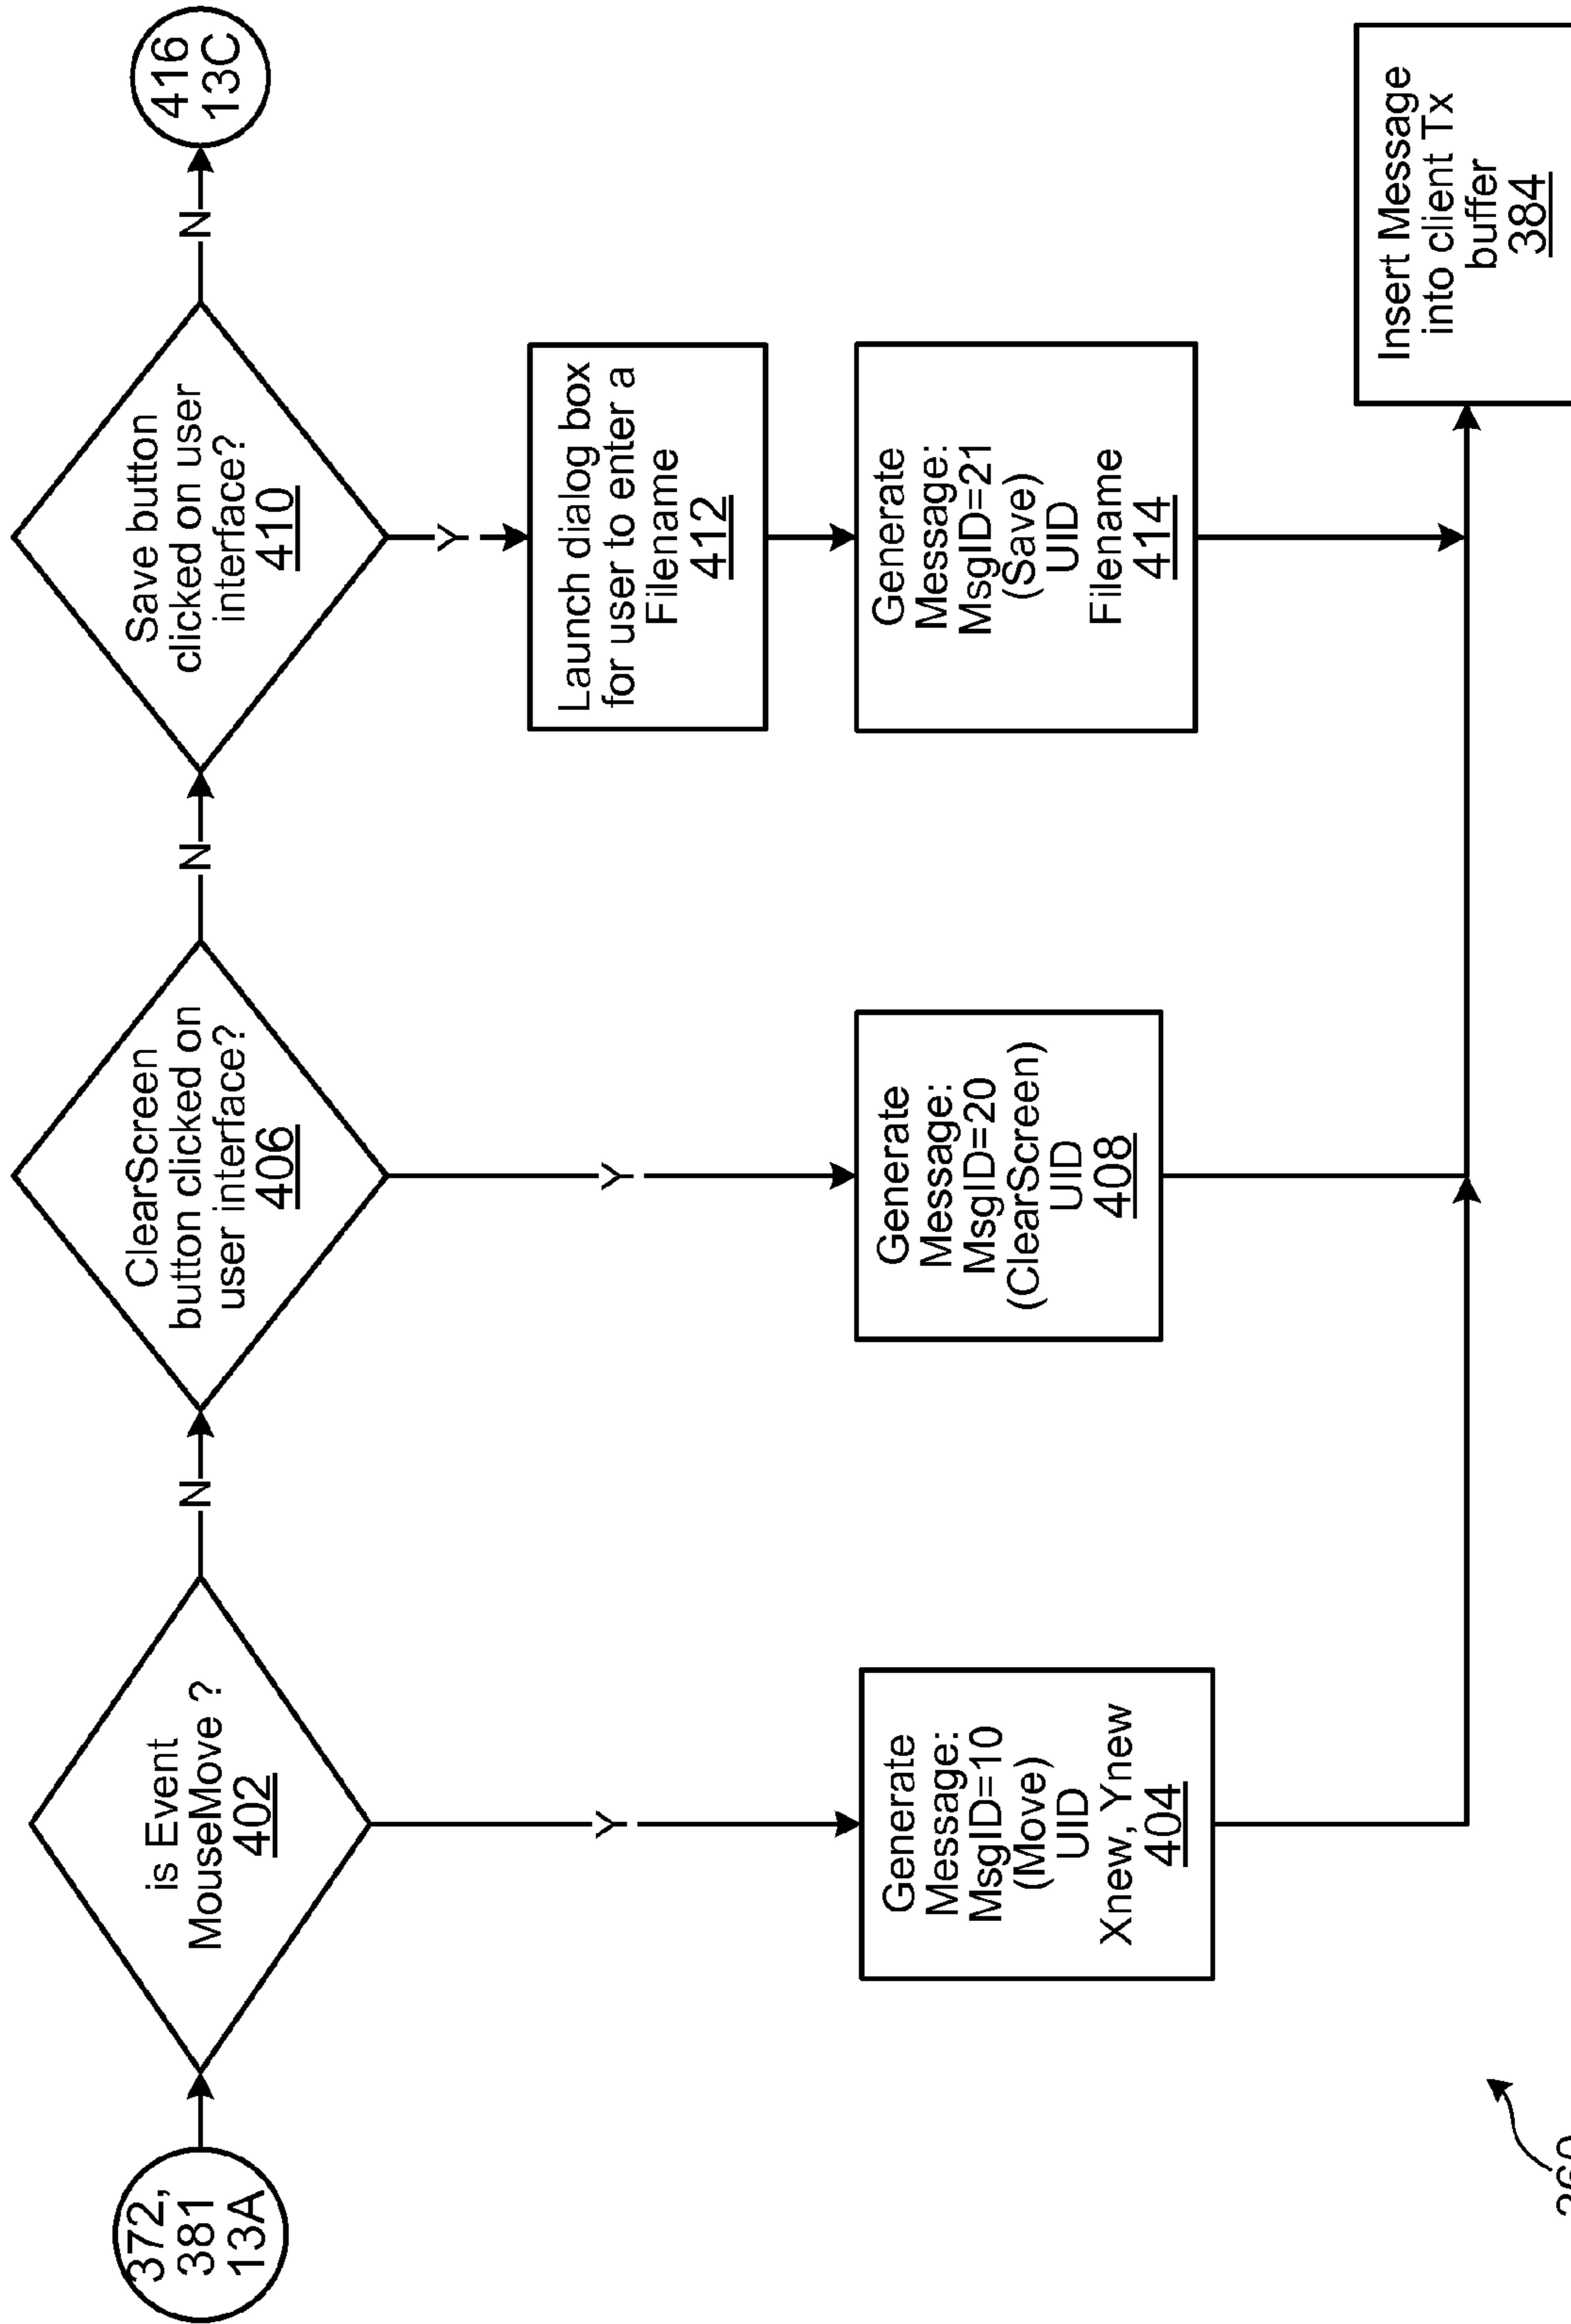 372,
381
13A
is Event
MouseMove ?
402
N
ClearScreen
button clicked on
user interface?
406
N
Save button
clicked on user
interface?
410
N
416
13C
Y
Y
Y
Launch dialog box
for user to enter a
Filename
412
Generate
Message:
MsgID=10
(Move)
UID
Xnew, Ynew
404
Generate
Message:
MsgID=20
(ClearScreen)
UID
408
Generate
Message:
MsgID=21
(Save)
UID
Filename
414
Insert Message
into client Tx
buffer
384
360